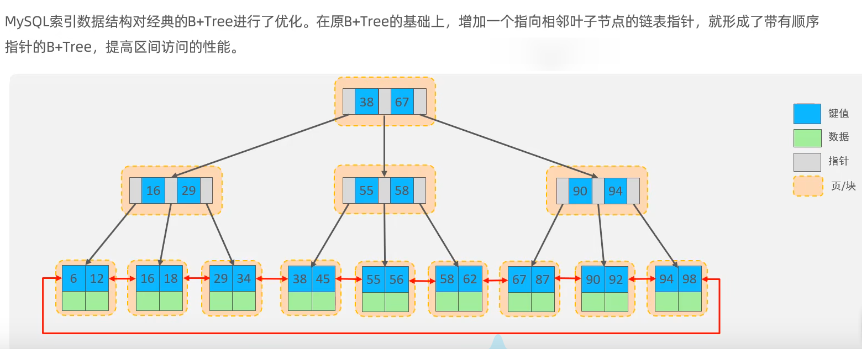 MySQL索引数据结构对经典的B+Tree进行了优化。在原B+Tree的基础上，增加一个指向相邻叶子节点的链表指针，就形成了带有顺序
指针的B+Tree，提高区间访问的性能。
38 67
键值
数据
指针
页/块
16 29
55 58
90 94
6 12
16 18
29 34
38 45
55 56
58 62
67 87
90 92
94 98